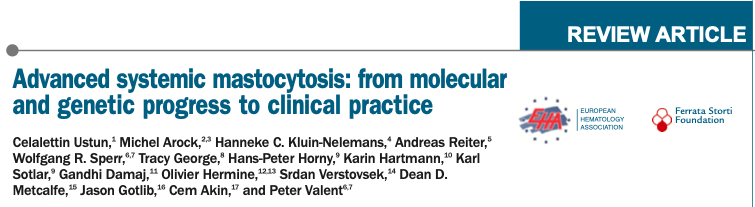 REVIEW ARTICLE
Advanced systemic mastocytosis: from molecular
and genetic progress to clinical practice
EHA
EUROPEAN
HEMATOLOGY
ASSOCIATION
Ferrata Storti
Foundation
Celalettin Ustun,¹ Michel Arock,²,³ Hanneke C. Kluin-Nelemans,⁴ Andreas Reiter,⁵
Wolfgang R. Sperr,⁶,⁷ Tracy George,⁸ Hans-Peter Horny,⁹ Karin Hartmann,¹⁰ Karl
Sotlar,⁹ Gandhi Damaj,¹¹ Olivier Hermine,¹²,¹³ Srdan Verstovsek,¹⁴ Dean D.
Metcalfe,¹⁵ Jason Gotlib,¹⁶ Cem Akin,¹⁷ and Peter Valent⁶,⁷